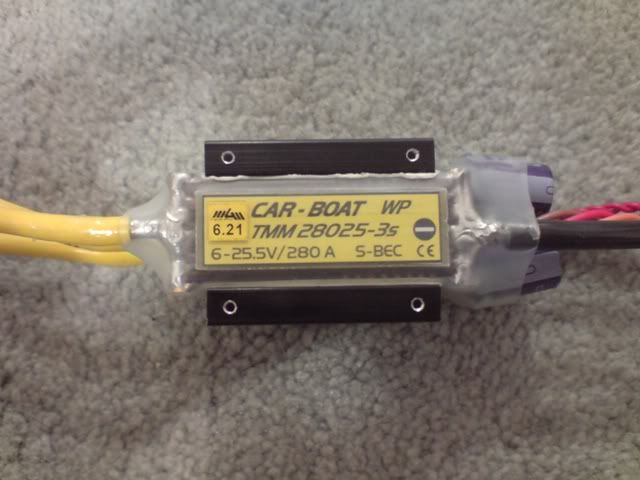 CAR - BOAT WP
6.21 TMM 28025-3s
6-25.5V/280 A S-BEC CE